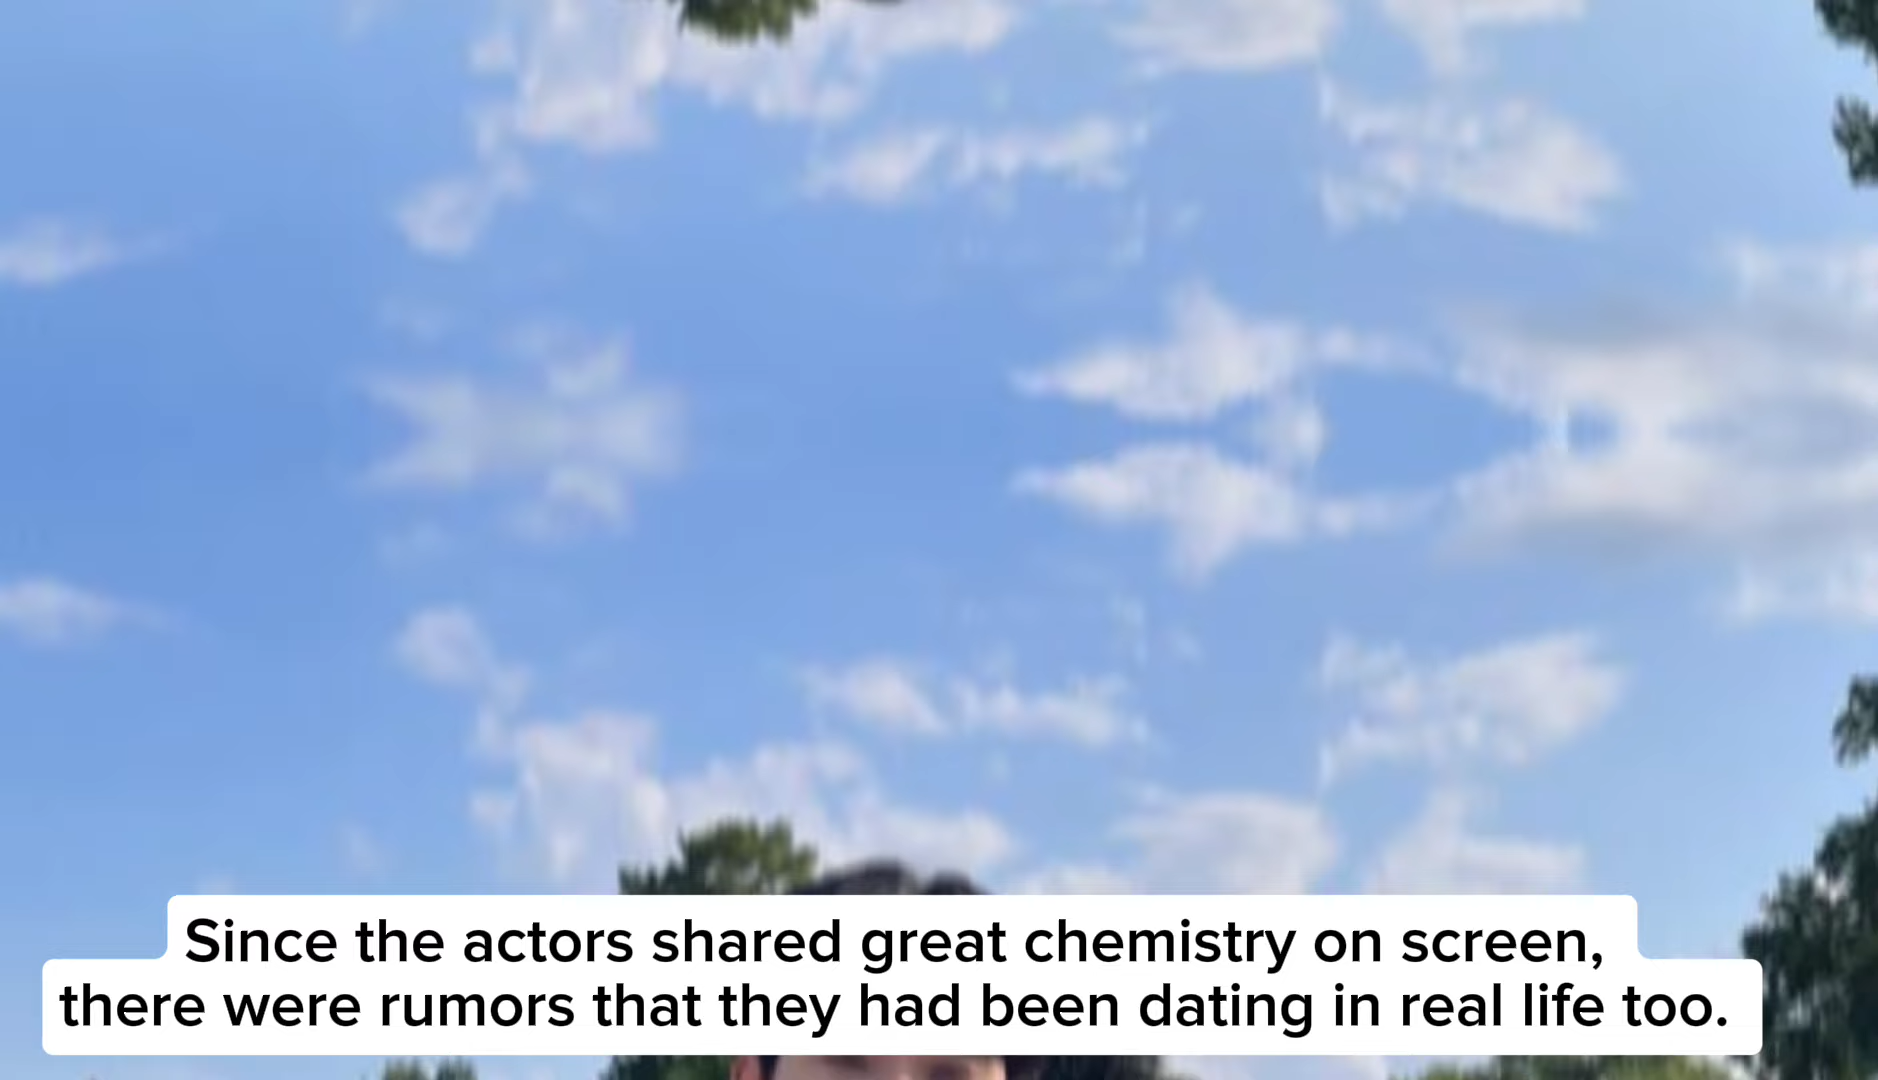 Since the actors shared great chemistry on screen,
there were rumors that they had been dating in real life too.